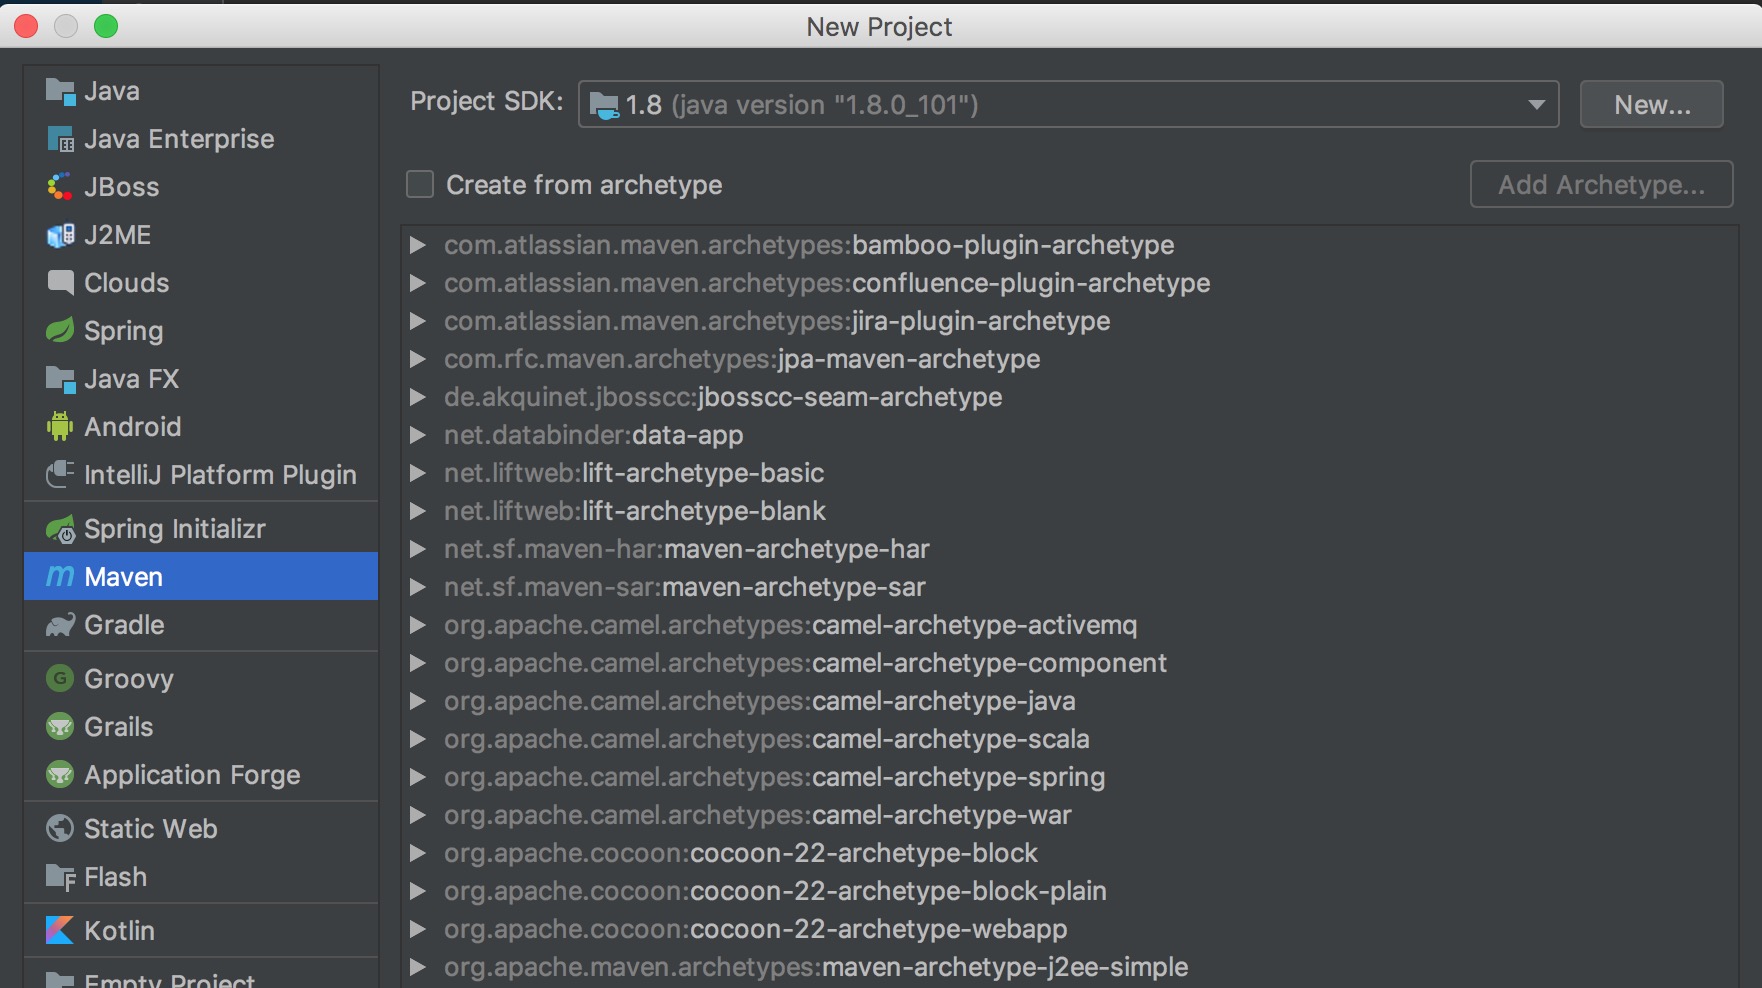 New Project
Java
Java Enterprise
JBoss
J2ME
Clouds
Spring
Java FX
Android
IntelliJ Platform Plugin
Spring Initializr
Maven
Gradle
Groovy
Grails
Application Forge
Static Web
Flash
Kotlin
Empty Project
Project SDK: 1.8 (java version "1.8.0_101") New...
Create from archetype Add Archetype...
com.atlassian.maven.archetypes:bamboo-plugin-archetype
com.atlassian.maven.archetypes:confluence-plugin-archetype
com.atlassian.maven.archetypes:jira-plugin-archetype
com.rfc.maven.archetypes:jpa-maven-archetype
de.akquinet.jbosscc:jbosscc-seam-archetype
net.databinder:data-app
net.liftweb:lift-archetype-basic
net.liftweb:lift-archetype-blank
net.sf.maven-har:maven-archetype-har
net.sf.maven-sar:maven-archetype-sar
org.apache.camel.archetypes:camel-archetype-activemq
org.apache.camel.archetypes:camel-archetype-component
org.apache.camel.archetypes:camel-archetype-java
org.apache.camel.archetypes:camel-archetype-scala
org.apache.camel.archetypes:camel-archetype-spring
org.apache.camel.archetypes:camel-archetype-war
org.apache.cocoon:cocoon-22-archetype-block
org.apache.cocoon:cocoon-22-archetype-block-plain
org.apache.cocoon:cocoon-22-archetype-webapp
org.apache.maven.archetypes:maven-archetype-j2ee-simple